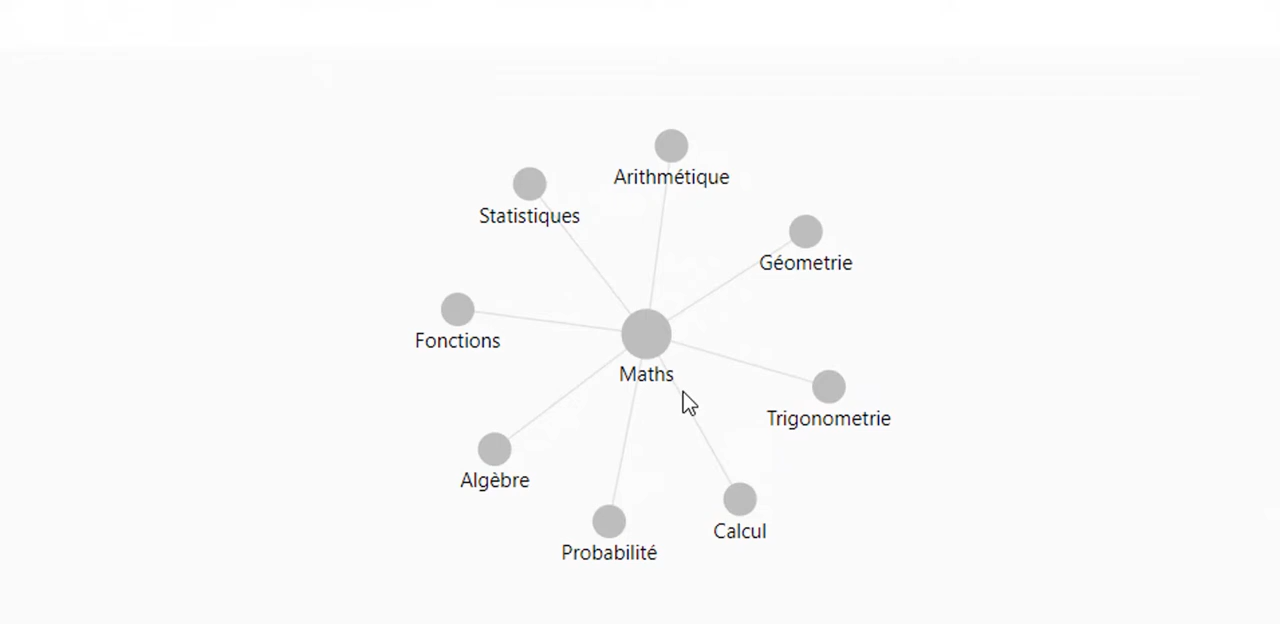 Arithmétique
Statistiques
Géometrie
Fonctions
Maths
Trigonometrie
Algèbre
Calcul
Probabilité